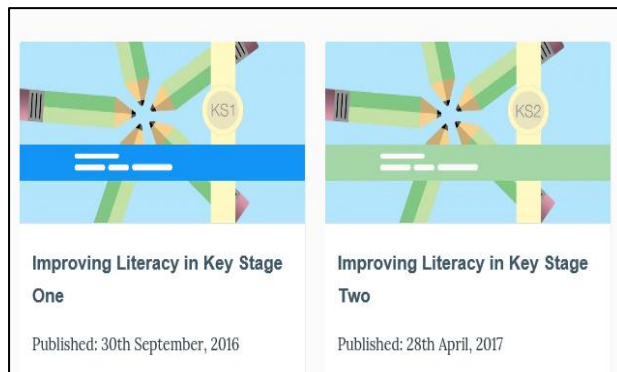 KS1
KS2
Improving Literacy in Key Stage
One
Published: 30th September, 2016
Improving Literacy in Key Stage
Two
Published: 28th April, 2017